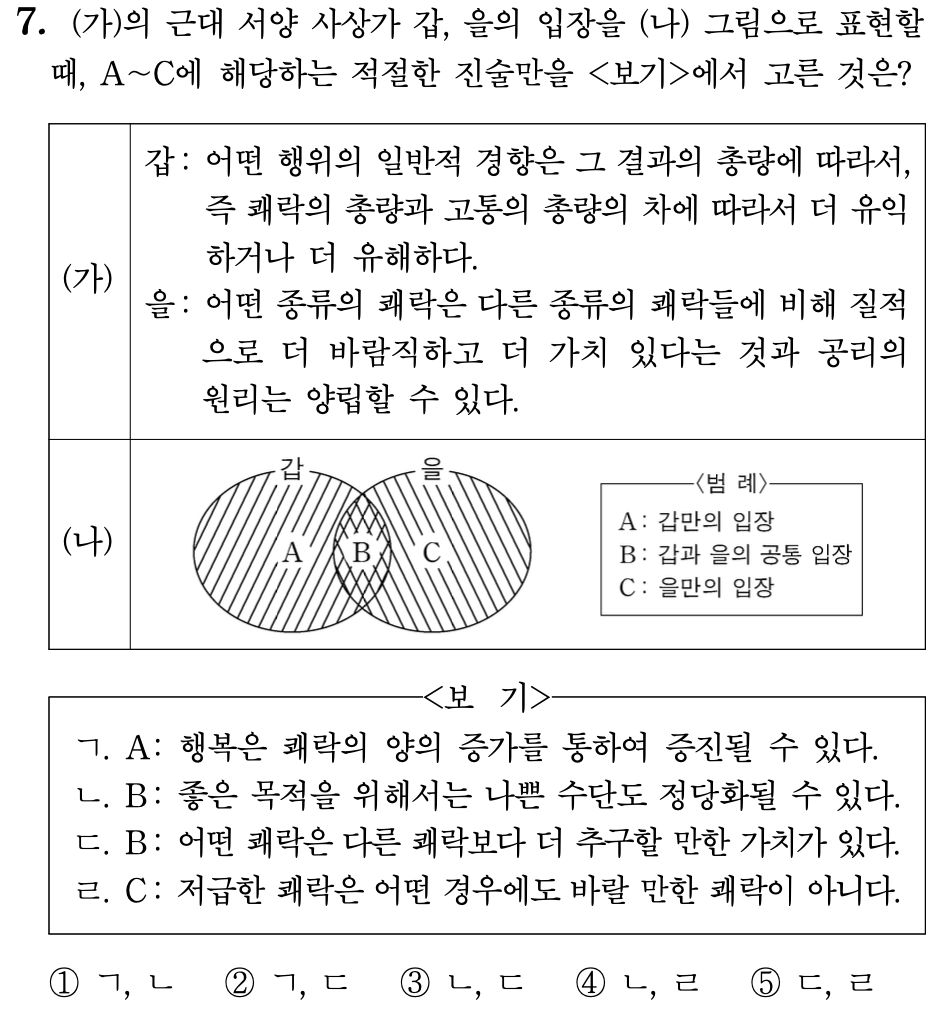 7. (가)의 근대 서양 사상가 갑, 을의 입장을 (나) 그림으로 표현할
때, A~C에 해당하는 적절한 진술만을 <보기>에서 고른 것은?
(가)
갑: 어떤 행위의 일반적 경향은 그 결과의 총량에 따라서,
즉 쾌락의 총량과 고통의 총량의 차에 따라서 더 유익
하거나 더 유해하다.
을: 어떤 종류의 쾌락은 다른 종류의 쾌락들에 비해 질적
으로 더 바람직하고 더 가치 있다는 것과 공리의
원리는 양립할 수 있다.
(나)
갑 을
A B C
<범 례>
A: 갑만의 입장
B: 갑과 을의 공통 입장
C: 을만의 입장
<보 기>
ㄱ. A: 행복은 쾌락의 양의 증가를 통하여 증진될 수 있다.
ㄴ. B: 좋은 목적을 위해서는 나쁜 수단도 정당화될 수 있다.
ㄷ. B: 어떤 쾌락은 다른 쾌락보다 더 추구할 만한 가치가 있다.
ㄹ. C: 저급한 쾌락은 어떤 경우에도 바랄 만한 쾌락이 아니다.
① ㄱ, ㄴ ② ㄱ, ㄷ ③ ㄴ, ㄷ ④ ㄴ, ㄹ ⑤ ㄷ, ㄹ